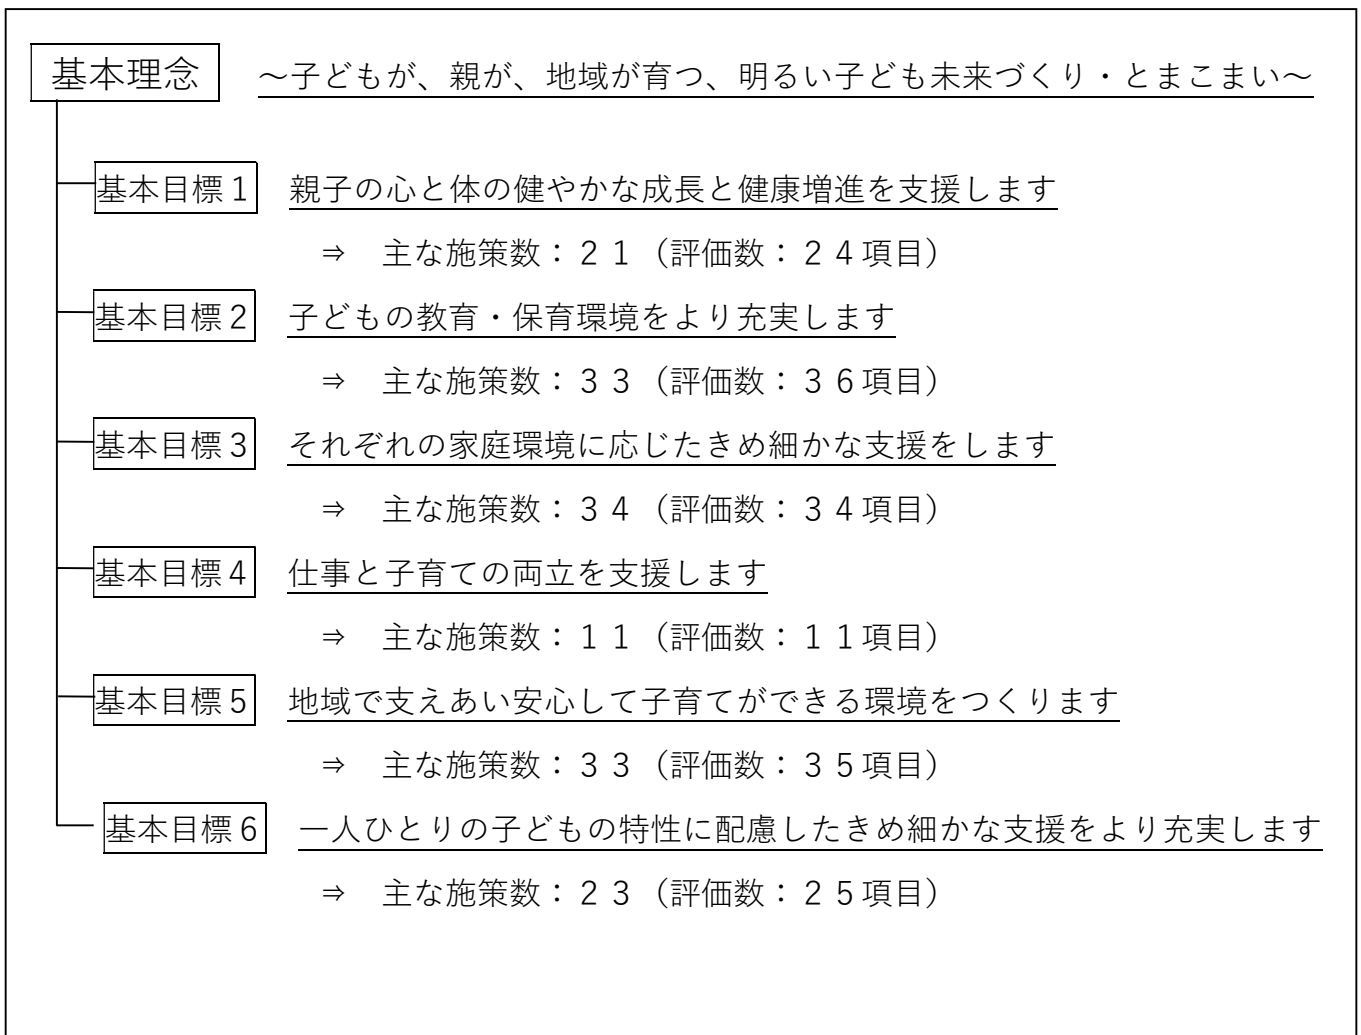 基本理念 ～子どもが、親が、地域が育つ、明るい子ども未来づくり・とまこまい～
基本目標１ 親子の心と体の健やかな成長と健康増進を支援します
⇒ 主な施策数：２１（評価数：２４項目）
基本目標２ 子どもの教育・保育環境をより充実します
⇒ 主な施策数：３３（評価数：３６項目）
基本目標３ それぞれの家庭環境に応じたきめ細かな支援をします
⇒ 主な施策数：３４（評価数：３４項目）
基本目標４ 仕事と子育ての両立を支援します
⇒ 主な施策数：１１（評価数：１１項目）
基本目標５ 地域で支えあい安心して子育てができる環境をつくります
⇒ 主な施策数：３３（評価数：３５項目）
基本目標６ 一人ひとりの子どもの特性に配慮したきめ細かな支援をより充実します
⇒ 主な施策数：２３（評価数：２５項目）